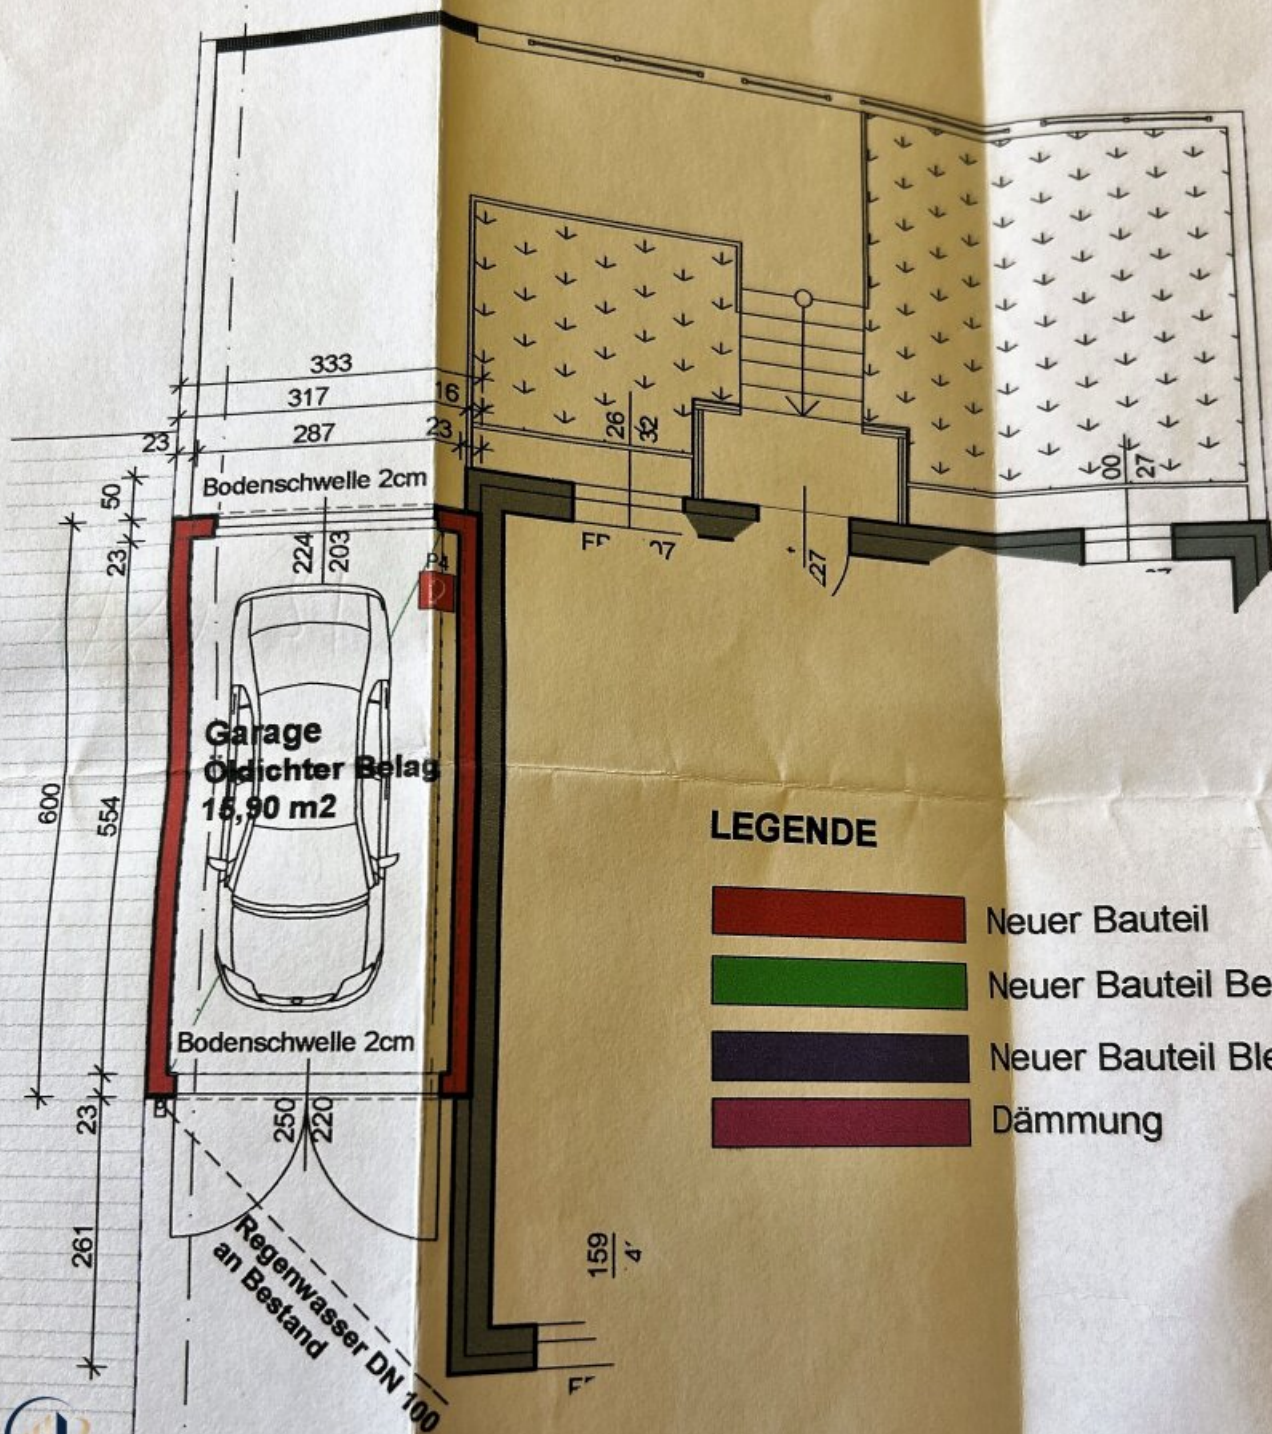 333
317
16
287
23
23
26
32
00
27
50
Bodenschwelle 2cm
23
224
203
P4
27
Garage
Öldichter Belag
15,90 m2
600
554
LEGENDE
Neuer Bauteil
Neuer Bauteil Be
Neuer Bauteil Ble
Dämmung
Bodenschwelle 2cm
23
250
220
261
Regenwasser DN 100
an Bestand
159